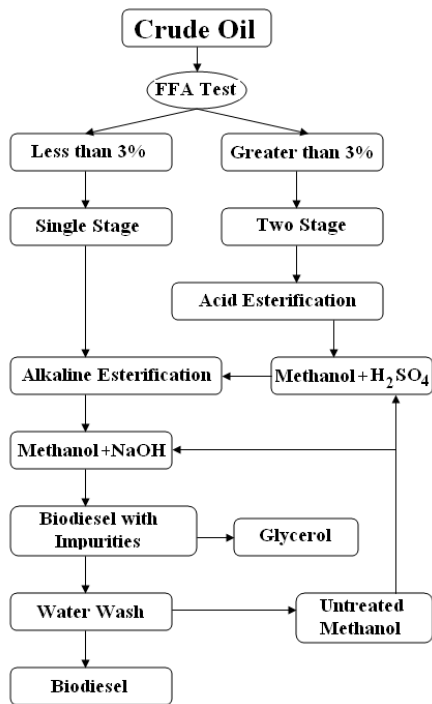 Crude Oil
FFA Test
Less than 3%
Greater than 3%
Single Stage
Two Stage
Acid Esterification
Alkaline Esterification
Methanol+H₂SO₄
Methanol+NaOH
Biodiesel with
Impurities
Glycerol
Water Wash
Untreated
Methanol
Biodiesel